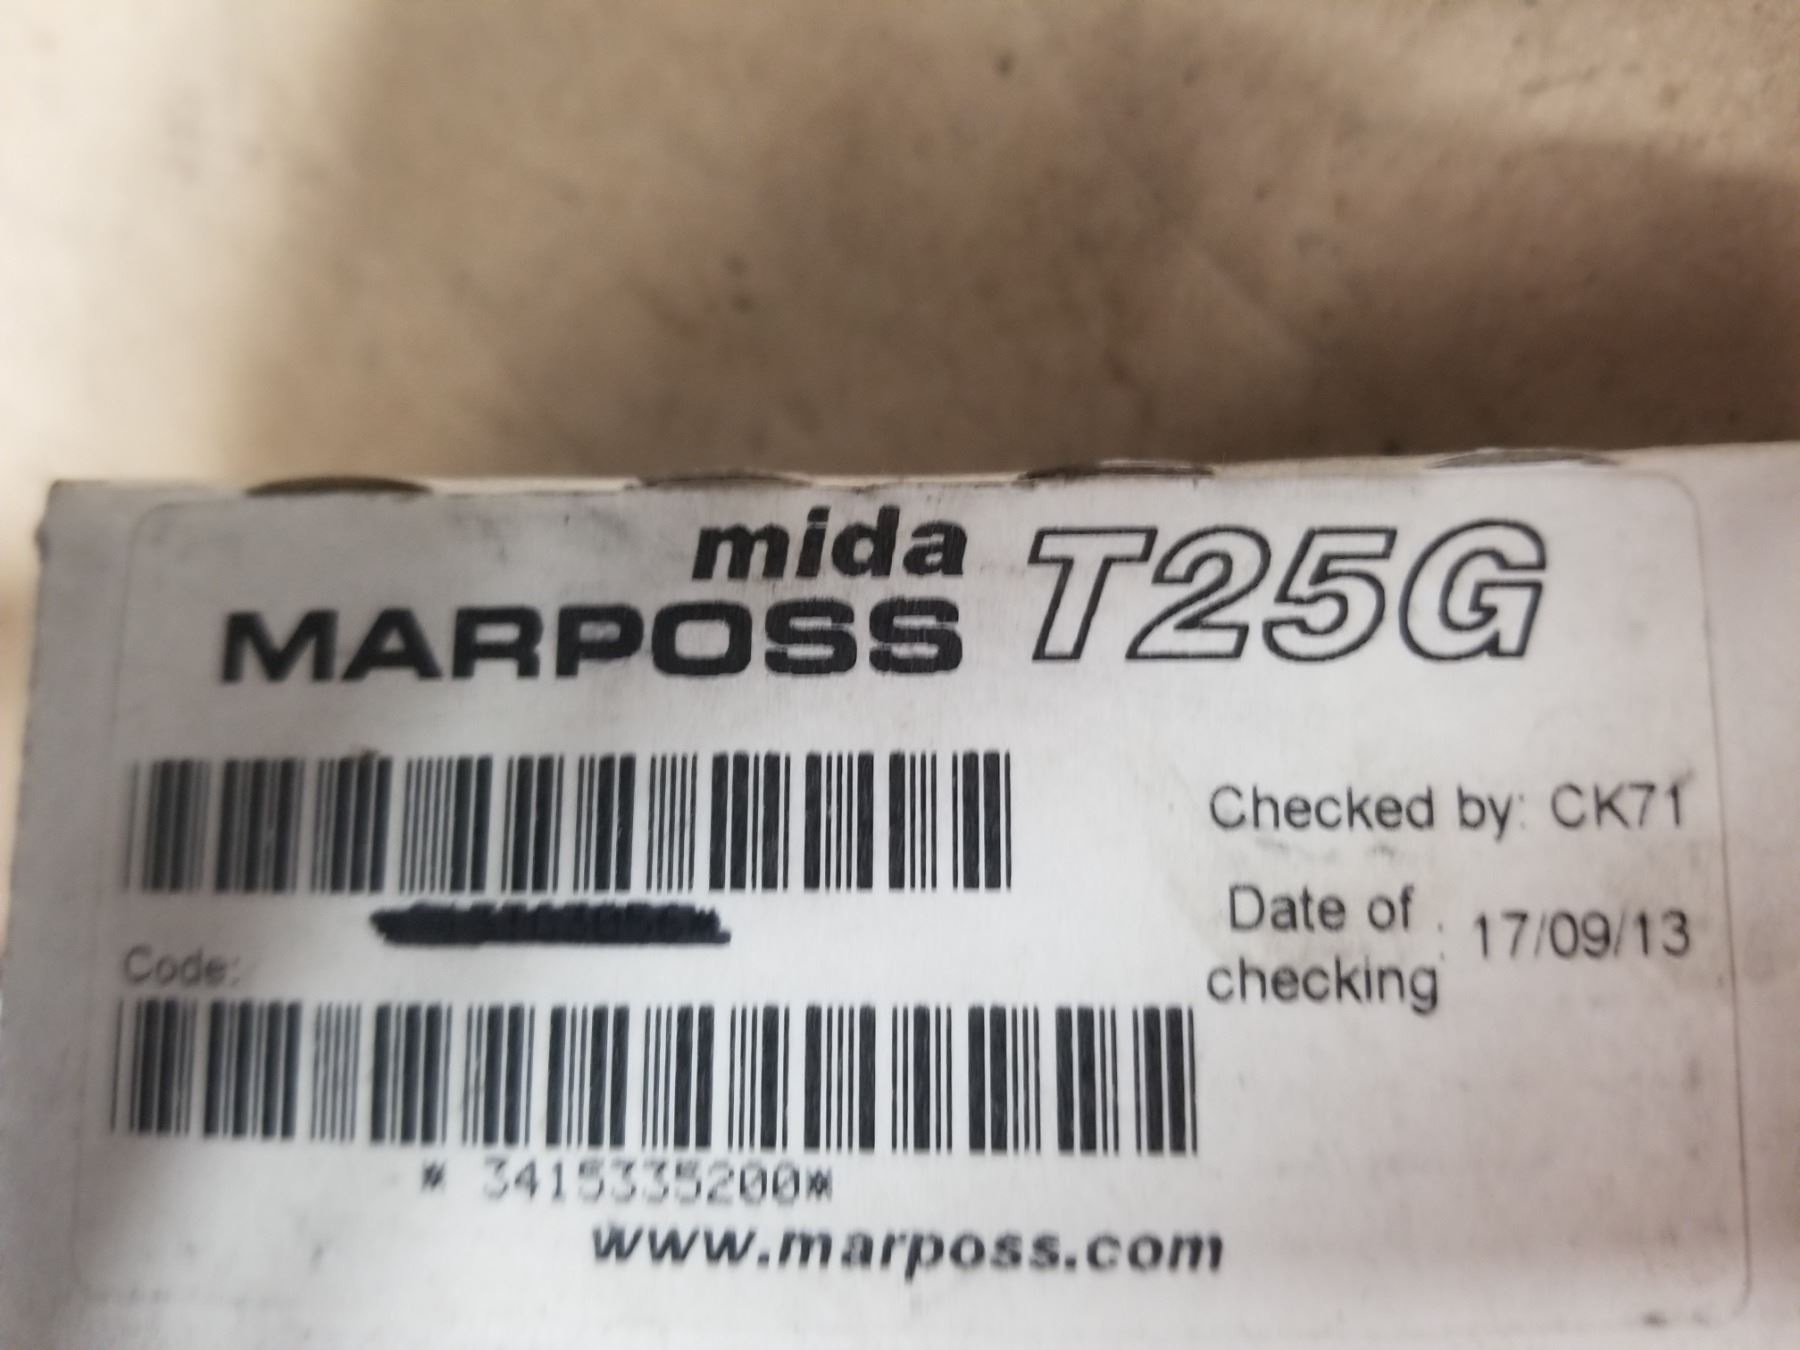 mida
MARPOSS T25G
Checked by: CK71
Date of
checking : 17/09/13
Code:
* 3415335200*
www.marposs.com